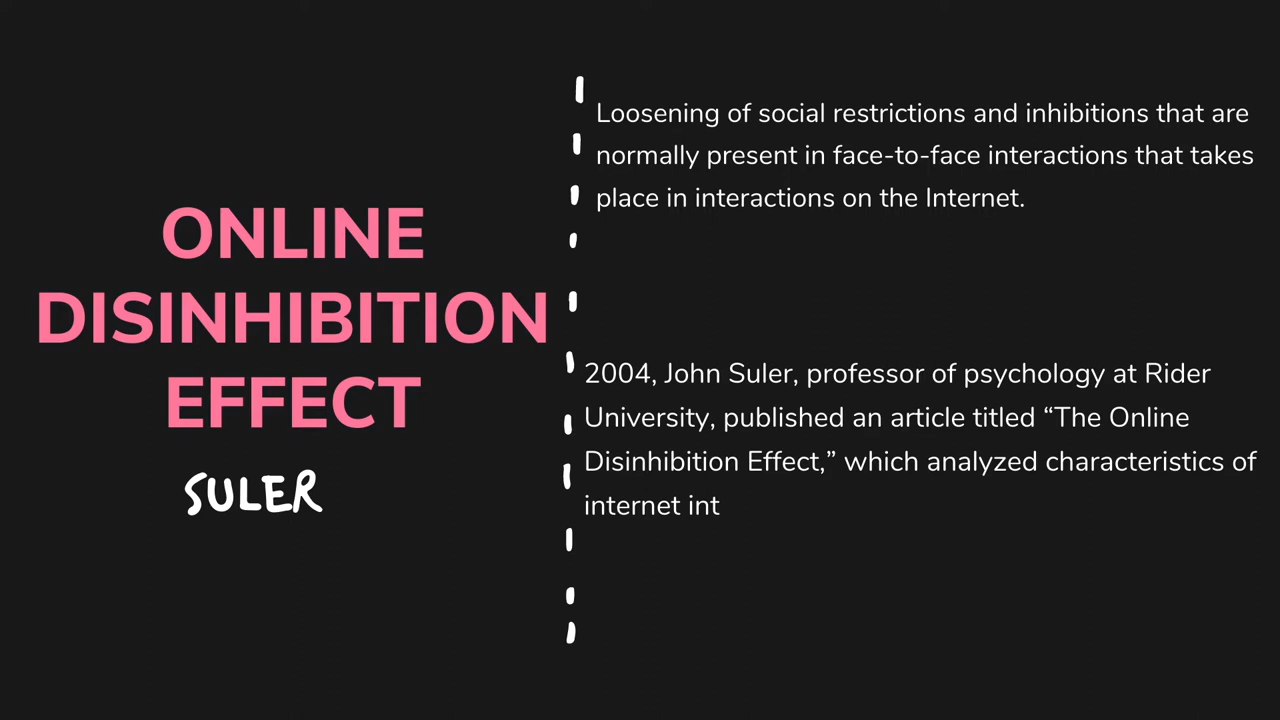 ONLINE
DISINHIBITION
EFFECT
SULER
Loosening of social restrictions and inhibitions that are
normally present in face-to-face interactions that takes
place in interactions on the Internet.
2004, John Suler, professor of psychology at Rider
University, published an article titled “The Online
Disinhibition Effect,” which analyzed characteristics of
internet int